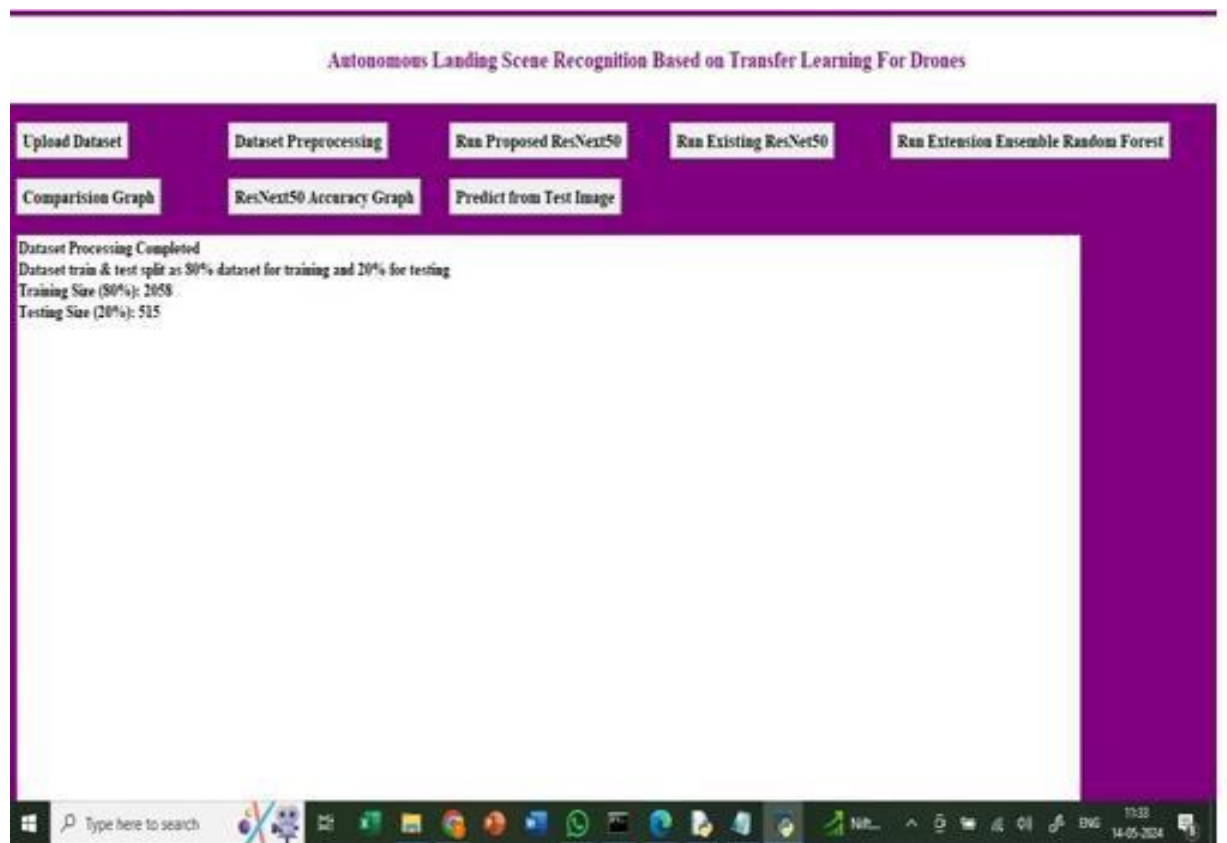 Autonomous Landing Scene Recognition Based on Transfer Learning For Drones
Upload Dataset
Dataset Preprocessing
Run Proposed ResNext50
Run Existing ResNet50
Run Extension Ensemble Random Forest
Comparision Graph
ResNext50 Accuracy Graph
Predict from Test Image
Dataset Processing Completed
Dataset train & test split as 80% dataset for training and 20% for testing
Training Size (80%): 2058
Testing Size (20%): 515
Type here to search
ENG
11:33
14-05-2024